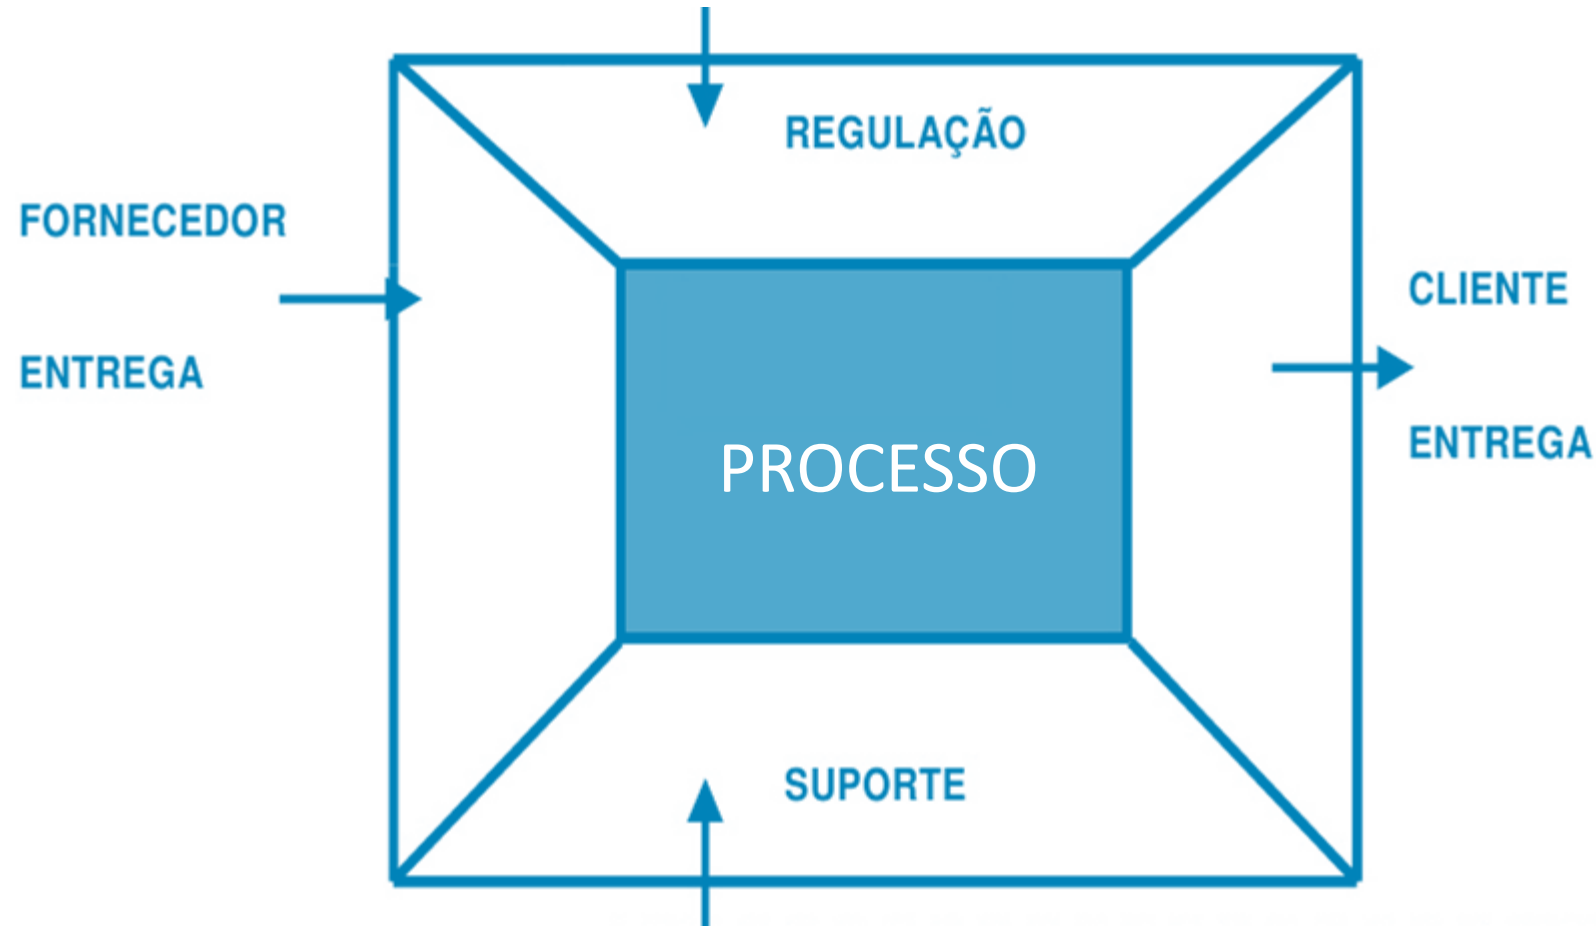 REGULAÇÃO
FORNECEDOR
ENTREGA
PROCESSO
CLIENTE
ENTREGA
SUPORTE